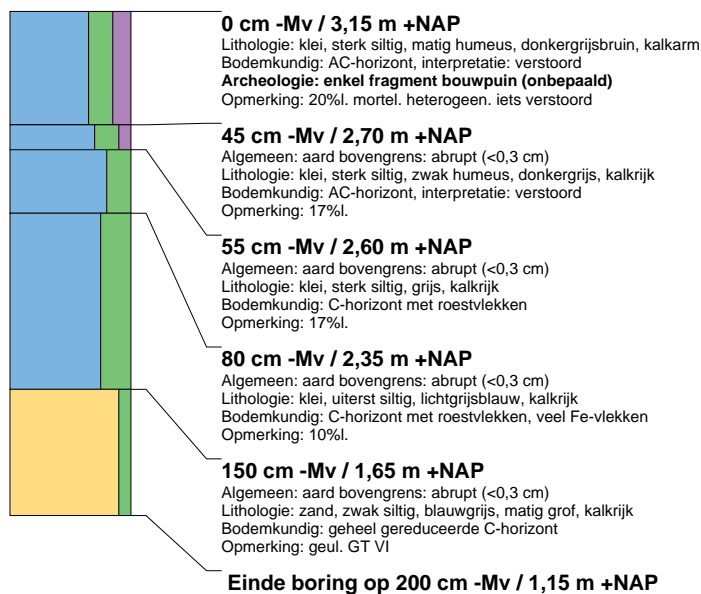 0 cm -Mv / 3,15 m +NAP
Lithologie: klei, sterk siltig, matig humeus, donkergrijsbruin, kalkarm
Bodemkundig: AC-horizont, interpretatie: verstoord
Archeologie: enkel fragment bouwpuin (onbepaald)
Opmerking: 20%l. mortel. heterogeen. iets verstoord
45 cm -Mv / 2,70 m +NAP
Algemeen: aard bovengrens: abrupt (<0,3 cm)
Lithologie: klei, sterk siltig, zwak humeus, donkergrijs, kalkrijk
Bodemkundig: AC-horizont, interpretatie: verstoord
Opmerking: 17%l.
55 cm -Mv / 2,60 m +NAP
Algemeen: aard bovengrens: abrupt (<0,3 cm)
Lithologie: klei, sterk siltig, grijs, kalkrijk
Bodemkundig: C-horizont met roestvlekken
Opmerking: 17%l.
80 cm -Mv / 2,35 m +NAP
Algemeen: aard bovengrens: abrupt (<0,3 cm)
Lithologie: klei, uiterst siltig, lichtgrijsblauw, kalkrijk
Bodemkundig: C-horizont met roestvlekken, veel Fe-vlekken
Opmerking: 10%l.
150 cm -Mv / 1,65 m +NAP
Algemeen: aard bovengrens: abrupt (<0,3 cm)
Lithologie: zand, zwak siltig, blauwgrijs, matig grof, kalkrijk
Bodemkundig: geheel gereduceerde C-horizont
Opmerking: geul. GT VI
Einde boring op 200 cm -Mv / 1,15 m +NAP